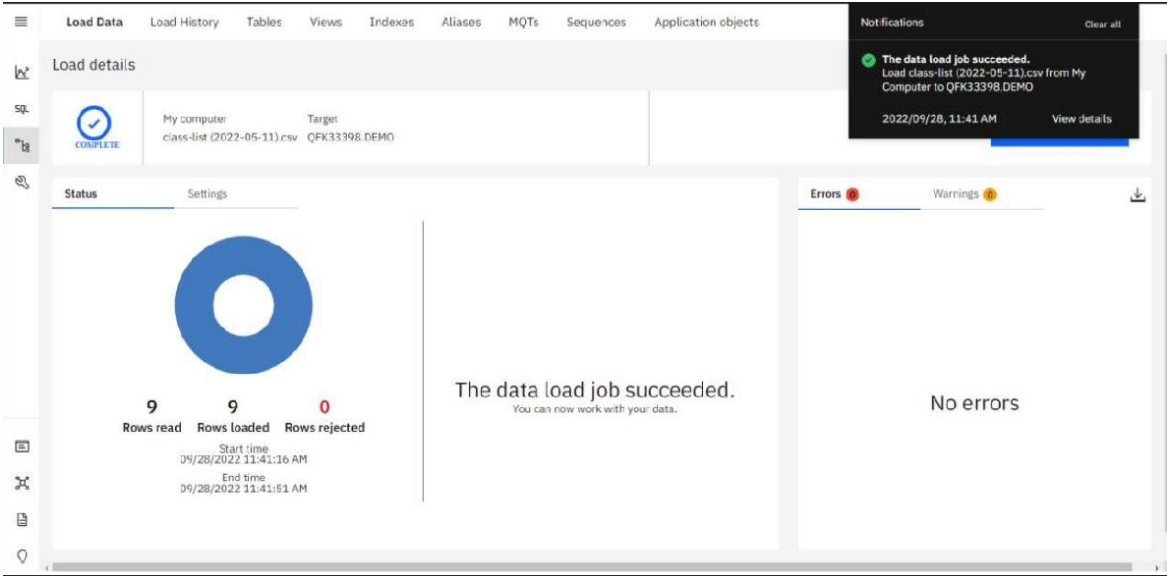 Load Data Load History Tables Views Indexes Aliases MQTs Sequences Application objects
Notifications Clear all
The data load job succeeded.
Load class-list (2022-05-11).csv from My
Computer to QFK33398.DEMO
2022/09/28, 11:41 AM View details
Load details
SQL
COMPLETE
My computer Target
class-list (2022-05-11).csv QFK33398.DEMO
Status Settings
Errors 0 Warnings 0
9 9 0
Rows read Rows loaded Rows rejected
Start time
09/28/2022 11:41:16 AM
End time
09/28/2022 11:41:51 AM
The data load job succeeded.
You can now work with your data.
No errors